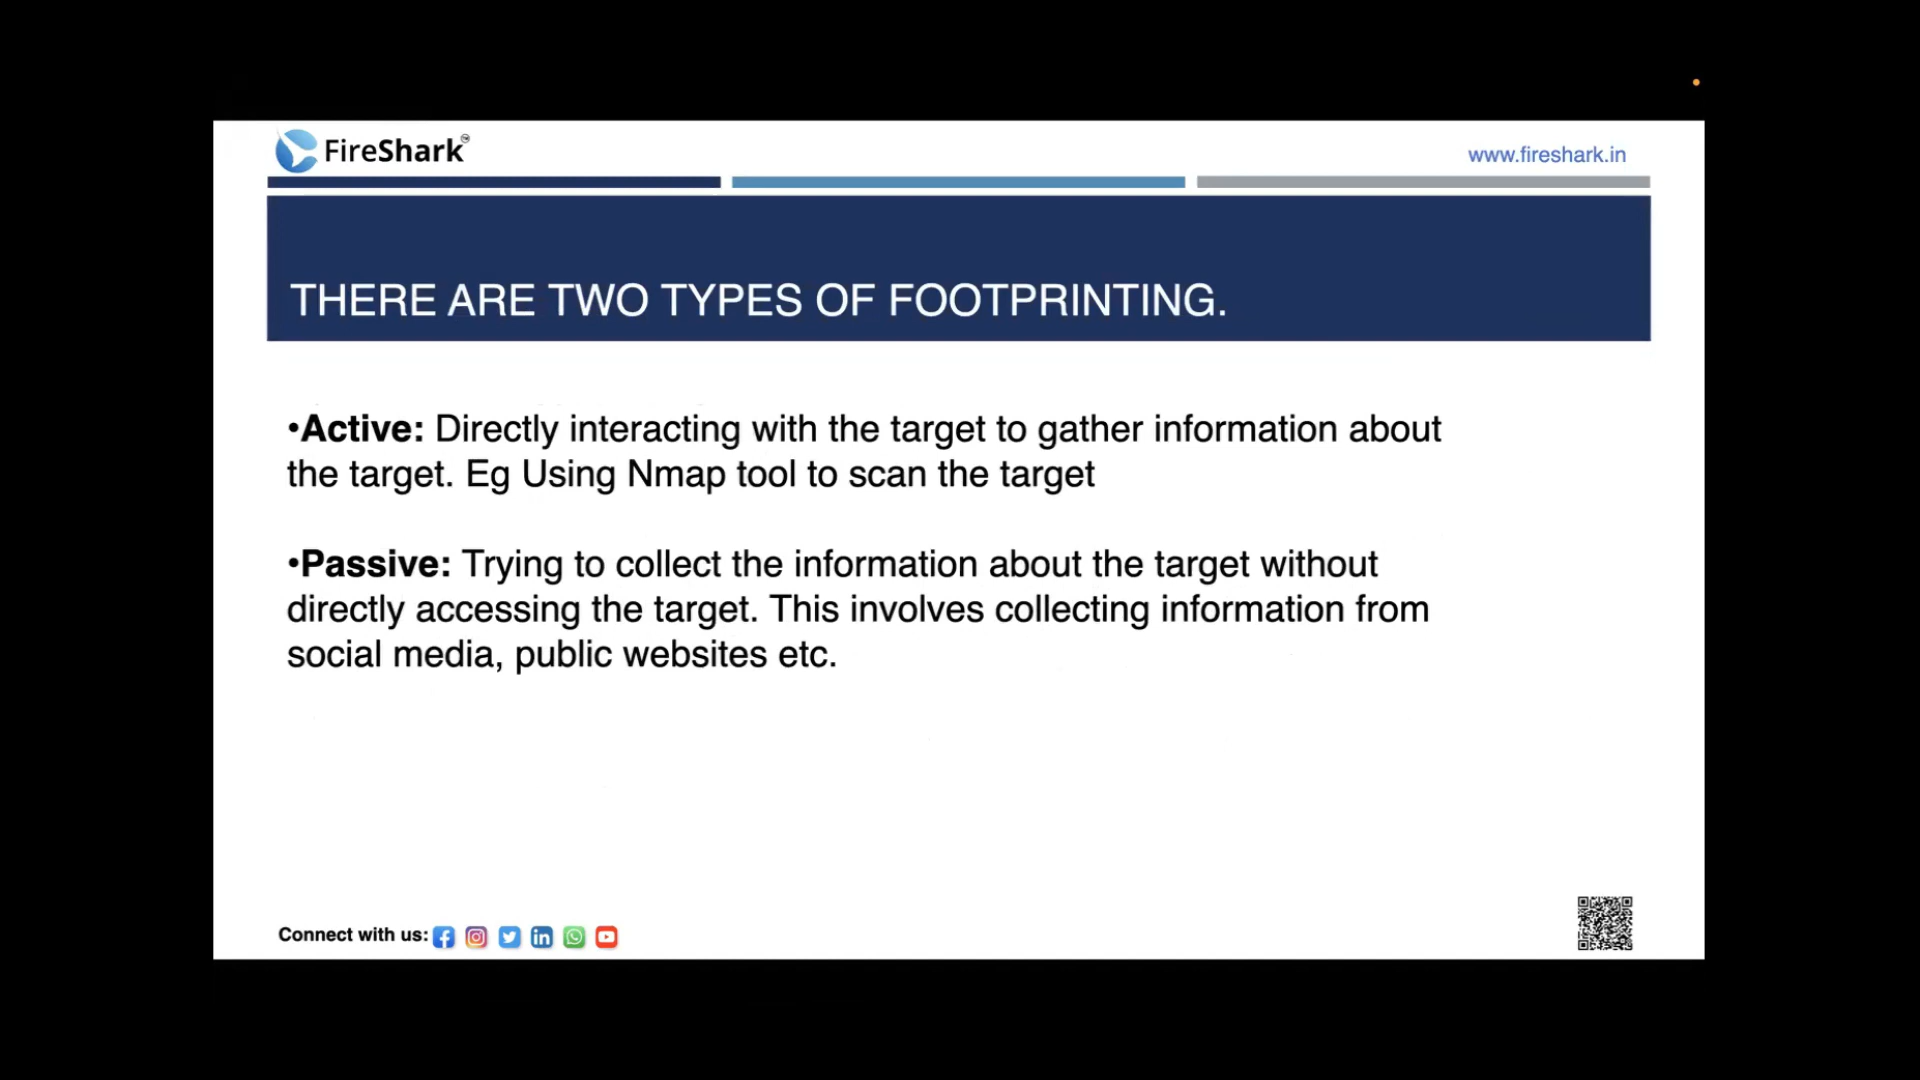 FireShark™
www.fireshark.in
THERE ARE TWO TYPES OF FOOTPRINTING.
•Active: Directly interacting with the target to gather information about
the target. Eg Using Nmap tool to scan the target
•Passive: Trying to collect the information about the target without
directly accessing the target. This involves collecting information from
social media, public websites etc.
Connect with us: